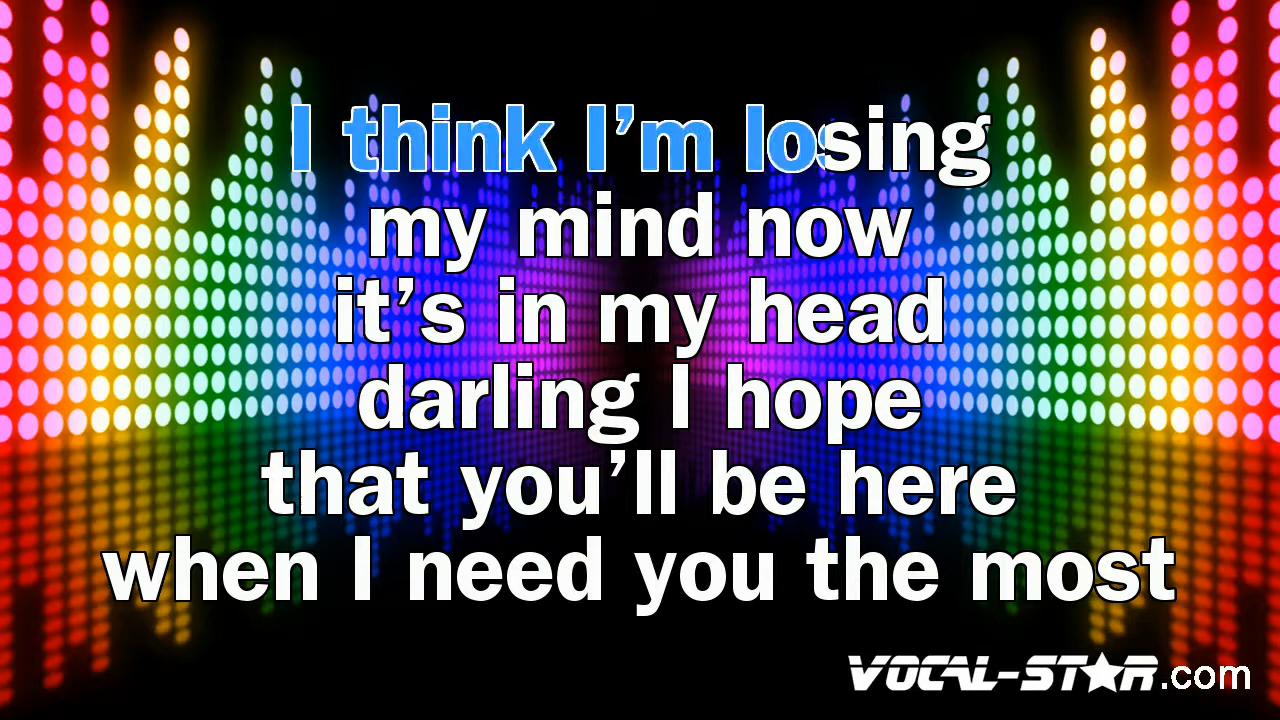 I think I'm losing
my mind now
it's in my head
darling I hope
that you'll be here
when I need you the most
VOCAL-STAR.com